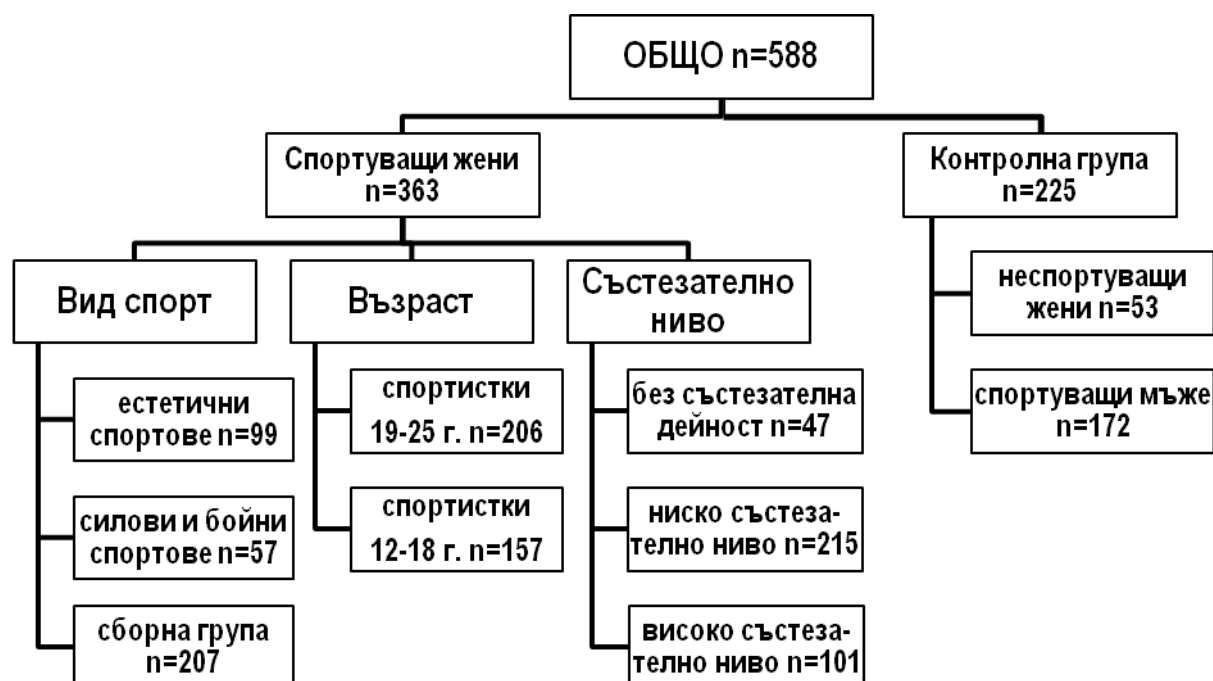 ОБЩО n=588
Спортуващи жени
n=363
Контролна група
n=225
Вид спорт
Възраст
Състезателно
ниво
неспортуващи
жени n=53
спортуващи мъже
n=172
естетични
спортове n=99
силови и бойни
спортове n=57
сборна група
n=207
спортистки
19-25 г. n=206
спортистки
12-18 г. n=157
без състезателна
дейност n=47
ниско състеза-
телно ниво n=215
високо състеза-
телно ниво n=101